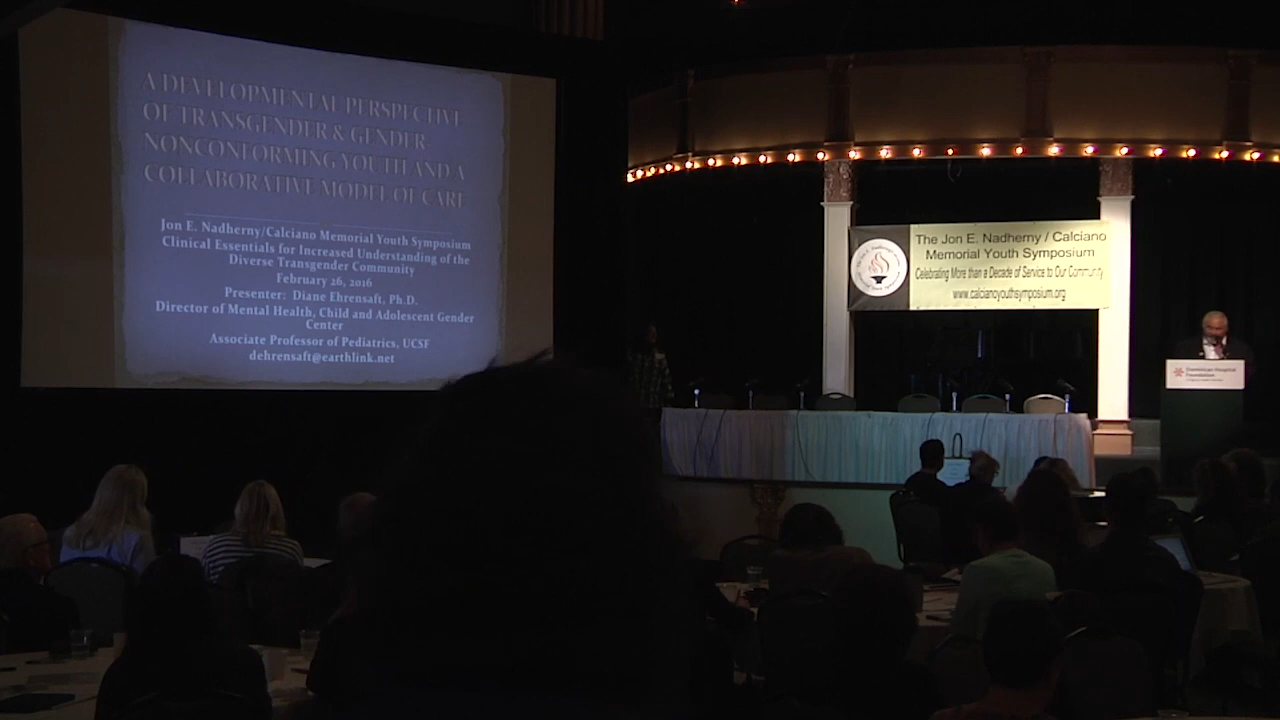 A DEVELOPMENTAL PERSPECTIVE
OF TRANSGENDER & GENDER
NONCONFORMING YOUTH AND A
COLLABORATIVE MODEL OF CARE
Jon E. Nadherny/Calciano Memorial Youth Symposium
Clinical Essentials for Increased Understanding of the
Diverse Transgender Community
February 26, 2016
Presenter: Diane Ehrensaft, Ph.D.
Director of Mental Health, Child and Adolescent Gender
Center
Associate Professor of Pediatrics, UCSF
dehrensaft@earthlink.net
The Jon E. Nadherny / Calciano
Memorial Youth Symposium
Celebrating More than a Decade of Service to Our Community
www.calcianoyouthsymposium.org
Dominican Hospital
Foundation